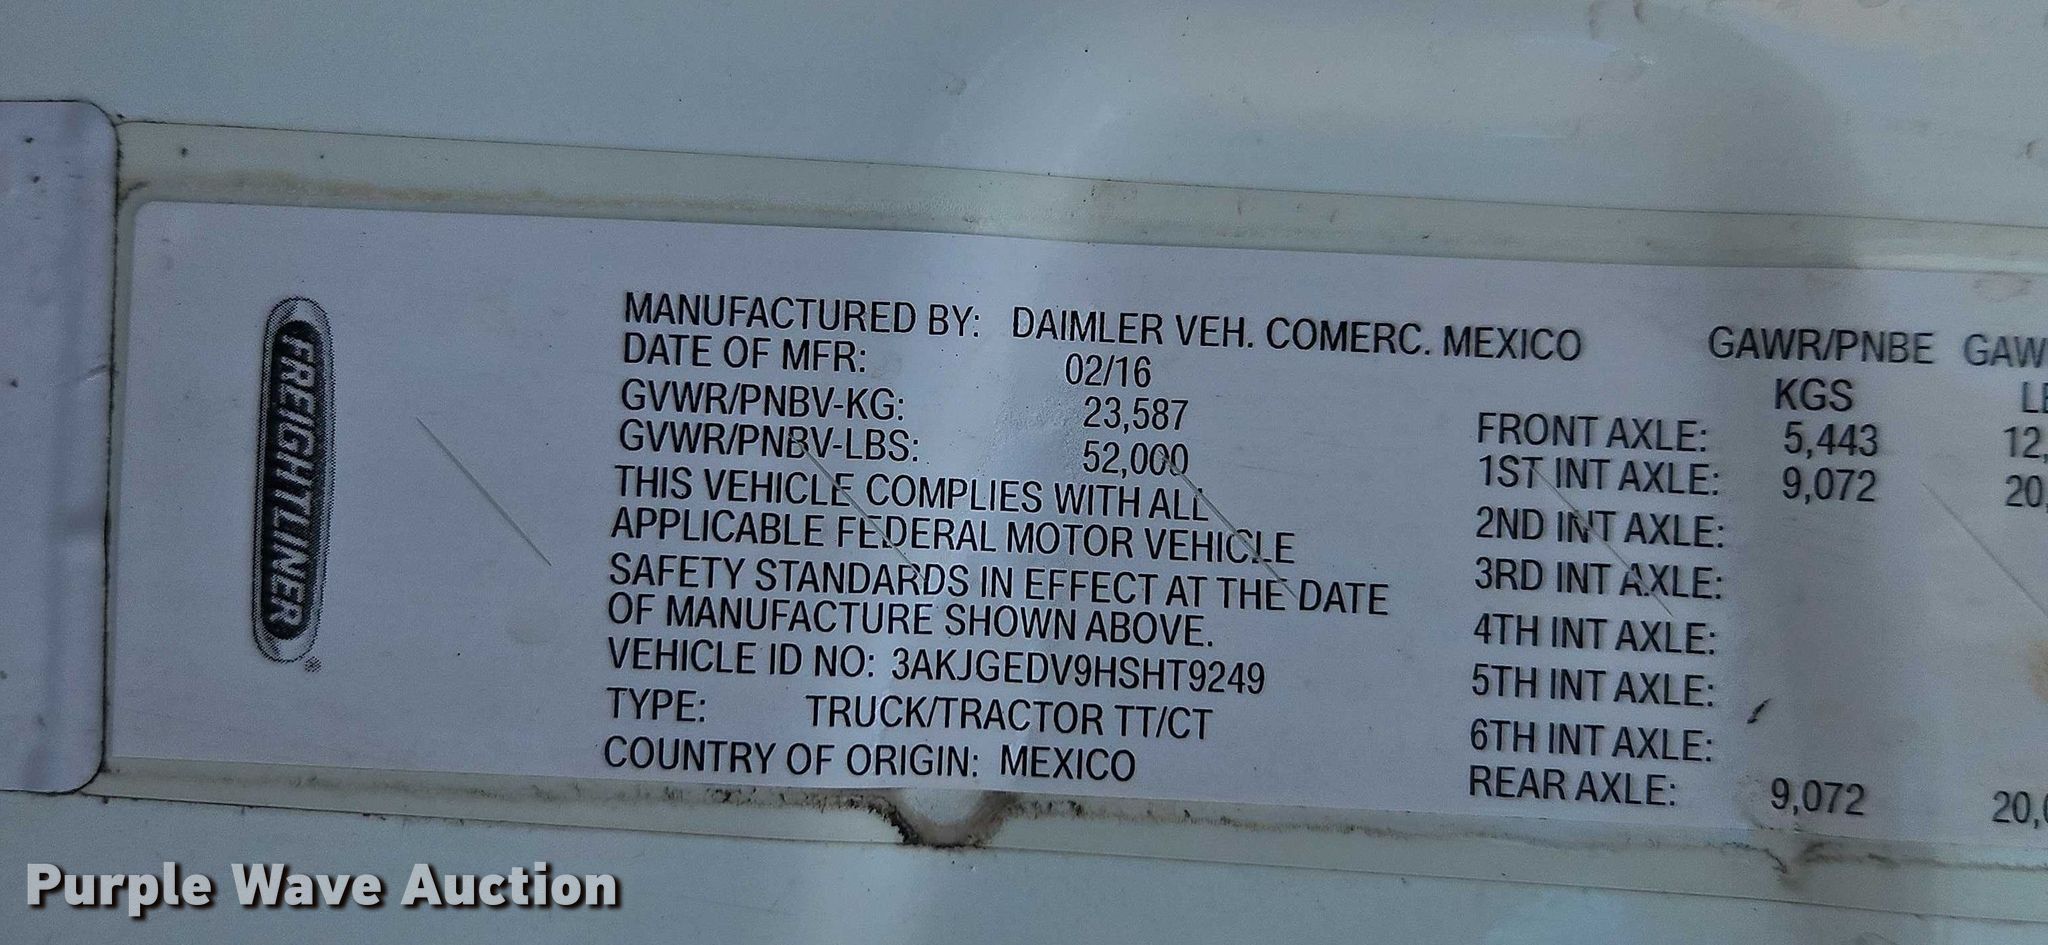 FREIGHTLINER®
MANUFACTURED BY: DAIMLER VEH. COMERC. MEXICO
DATE OF MFR: 02/16
GVWR/PNBV-KG: 23,587
GVWR/PNBV-LBS: 52,000
THIS VEHICLE COMPLIES WITH ALL
APPLICABLE FEDERAL MOTOR VEHICLE
SAFETY STANDARDS IN EFFECT AT THE DATE
OF MANUFACTURE SHOWN ABOVE.
VEHICLE ID NO: 3AKJGEDV9HSHT9249
TYPE: TRUCK/TRACTOR TT/CT
COUNTRY OF ORIGIN: MEXICO
GAWR/PNBE GAW
KGS
FRONT AXLE: 5,443 12,
1ST INT AXLE: 9,072 20,
2ND INT AXLE:
3RD INT AXLE:
4TH INT AXLE:
5TH INT AXLE:
6TH INT AXLE:
REAR AXLE: 9,072 20,
Purple Wave Auction